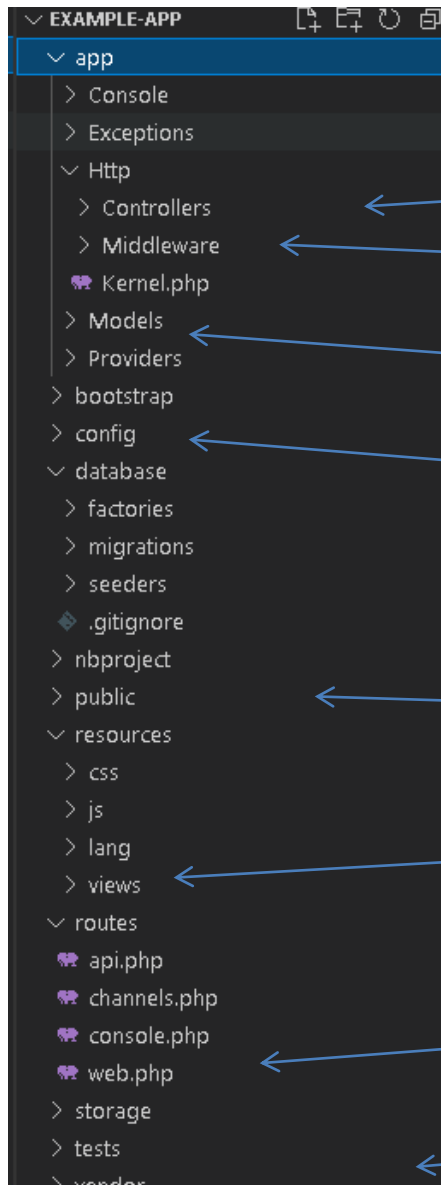 EXAMPLE-APP
app
Console
Exceptions
Http
Controllers
Middleware
Kernel.php
Models
Providers
bootstrap
config
database
factories
migrations
seeders
.gitignore
nbproject
public
resources
css
js
lang
views
routes
api.php
channels.php
console.php
web.php
storage
tests
vendor